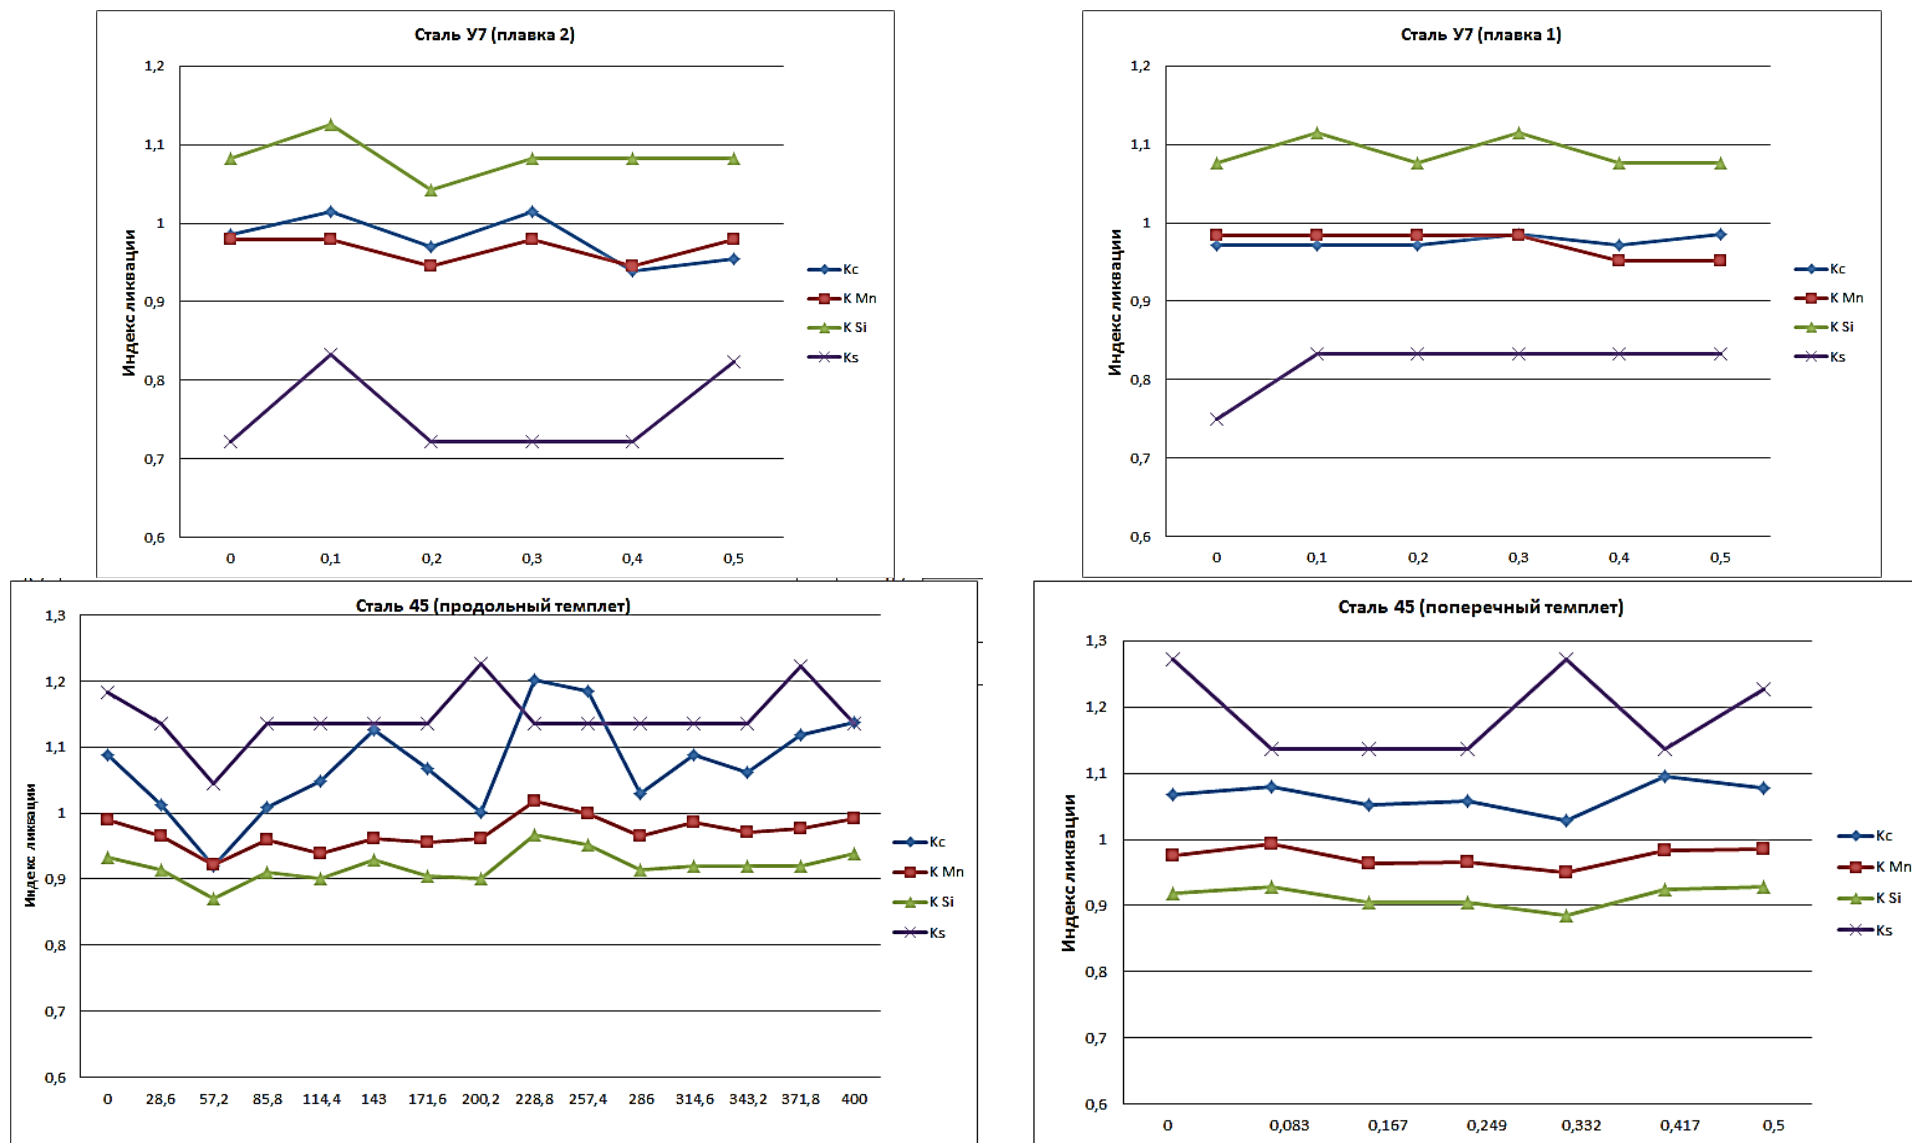 Сталь У7 (плавка 2)
Индекс ликвации
1,2
1,1
1
0,9
0,8
0,7
0,6
0 0,1 0,2 0,3 0,4 0,5
Kc
K Mn
K Si
Ks
Сталь У7 (плавка 1)
Индекс ликвации
1,2
1,1
1
0,9
0,8
0,7
0,6
0 0,1 0,2 0,3 0,4 0,5
Kc
K Mn
K Si
Ks
Сталь 45 (продольный темплет)
Индекс ликвации
1,3
1,2
1,1
1
0,9
0,8
0,7
0,6
0 28,6 57,2 85,8 114,4 143 171,6 200,2 228,8 257,4 286 314,6 343,2 371,8 400
Kc
K Mn
K Si
Ks
Сталь 45 (поперечный темплет)
Индекс ликвации
1,3
1,2
1,1
1
0,9
0,8
0,7
0,6
0 0,083 0,167 0,249 0,332 0,417 0,5
Kc
K Mn
K Si
Ks